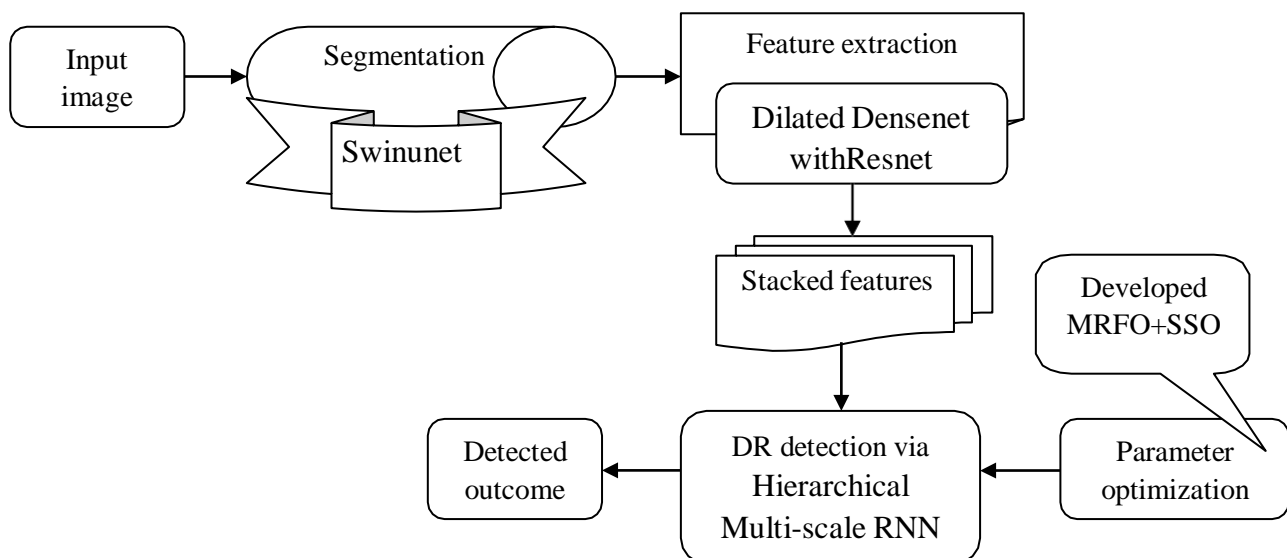 Input
image
Segmentation
Swinunet
Feature extraction
Dilated Densenet
withResnet
Stacked features
Developed
MRFO+SSO
Detected
outcome
DR detection via
Hierarchical
Multi-scale RNN
Parameter
optimization